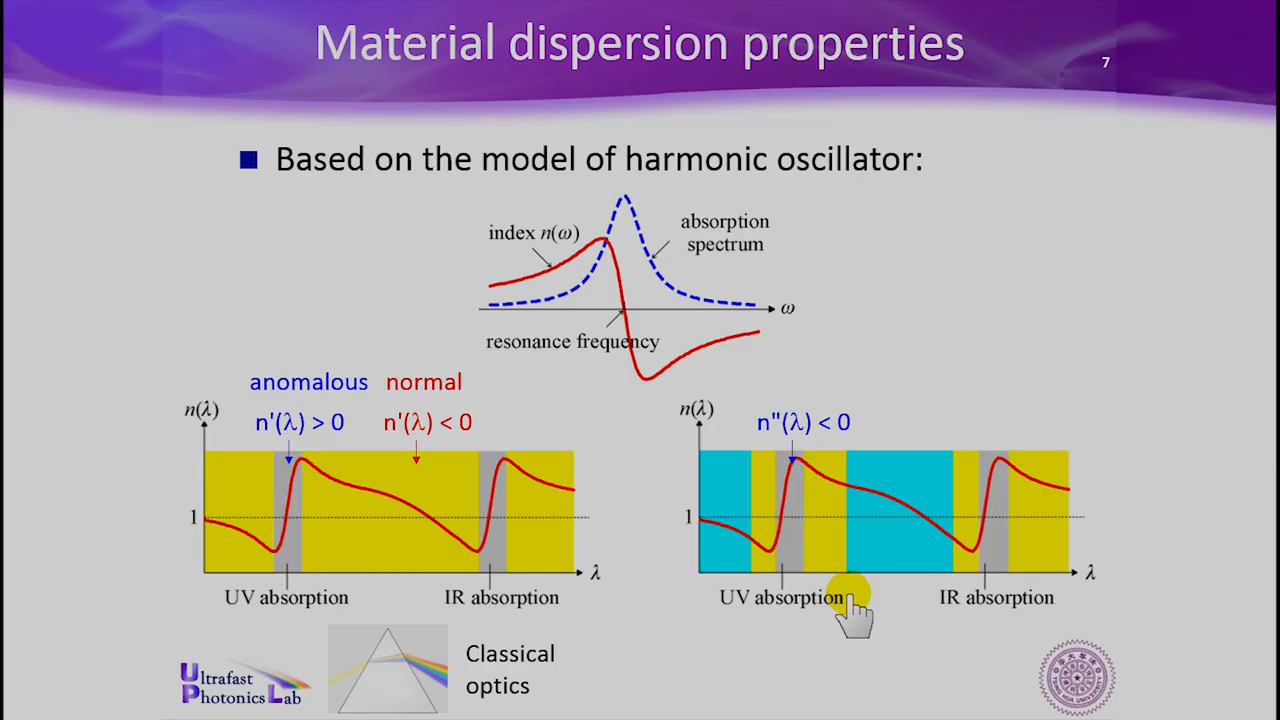 Material dispersion properties
7
Based on the model of harmonic oscillator:
index n(ω)
absorption
spectrum
ω
resonance frequency
anomalous
normal
n(λ)
n'(λ) > 0
n'(λ) < 0
1
λ
UV absorption
IR absorption
n(λ)
n"(λ) < 0
1
λ
UV absorption
IR absorption
Ultrafast
Photonics Lab
Classical
optics